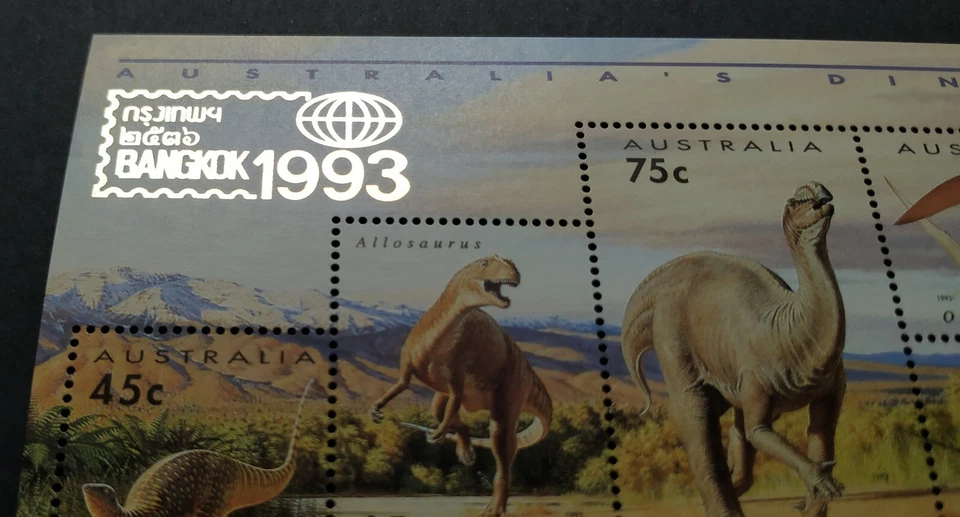 AUSTRALIA'S DIN
กรุงเทพฯ
๒๕๓๖
BANGKOK 1993
AUSTRALIA
75c
AUS
Allosaurus
AUSTRALIA
45c